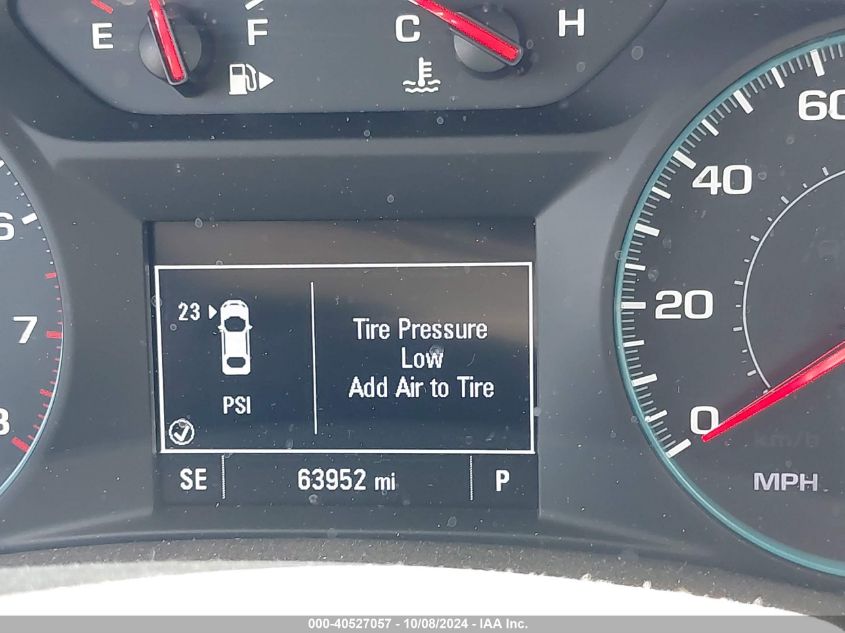 E F C H
60
40
20
0
km/h
MPH
6
7
8
23
PSI
Tire Pressure
Low
Add Air to Tire
SE 63952 mi P
000-40527057 - 10/08/2024 - IAA Inc.